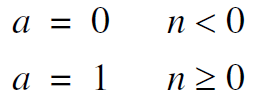 a = 0 n < 0
a = 1 n ≥ 0